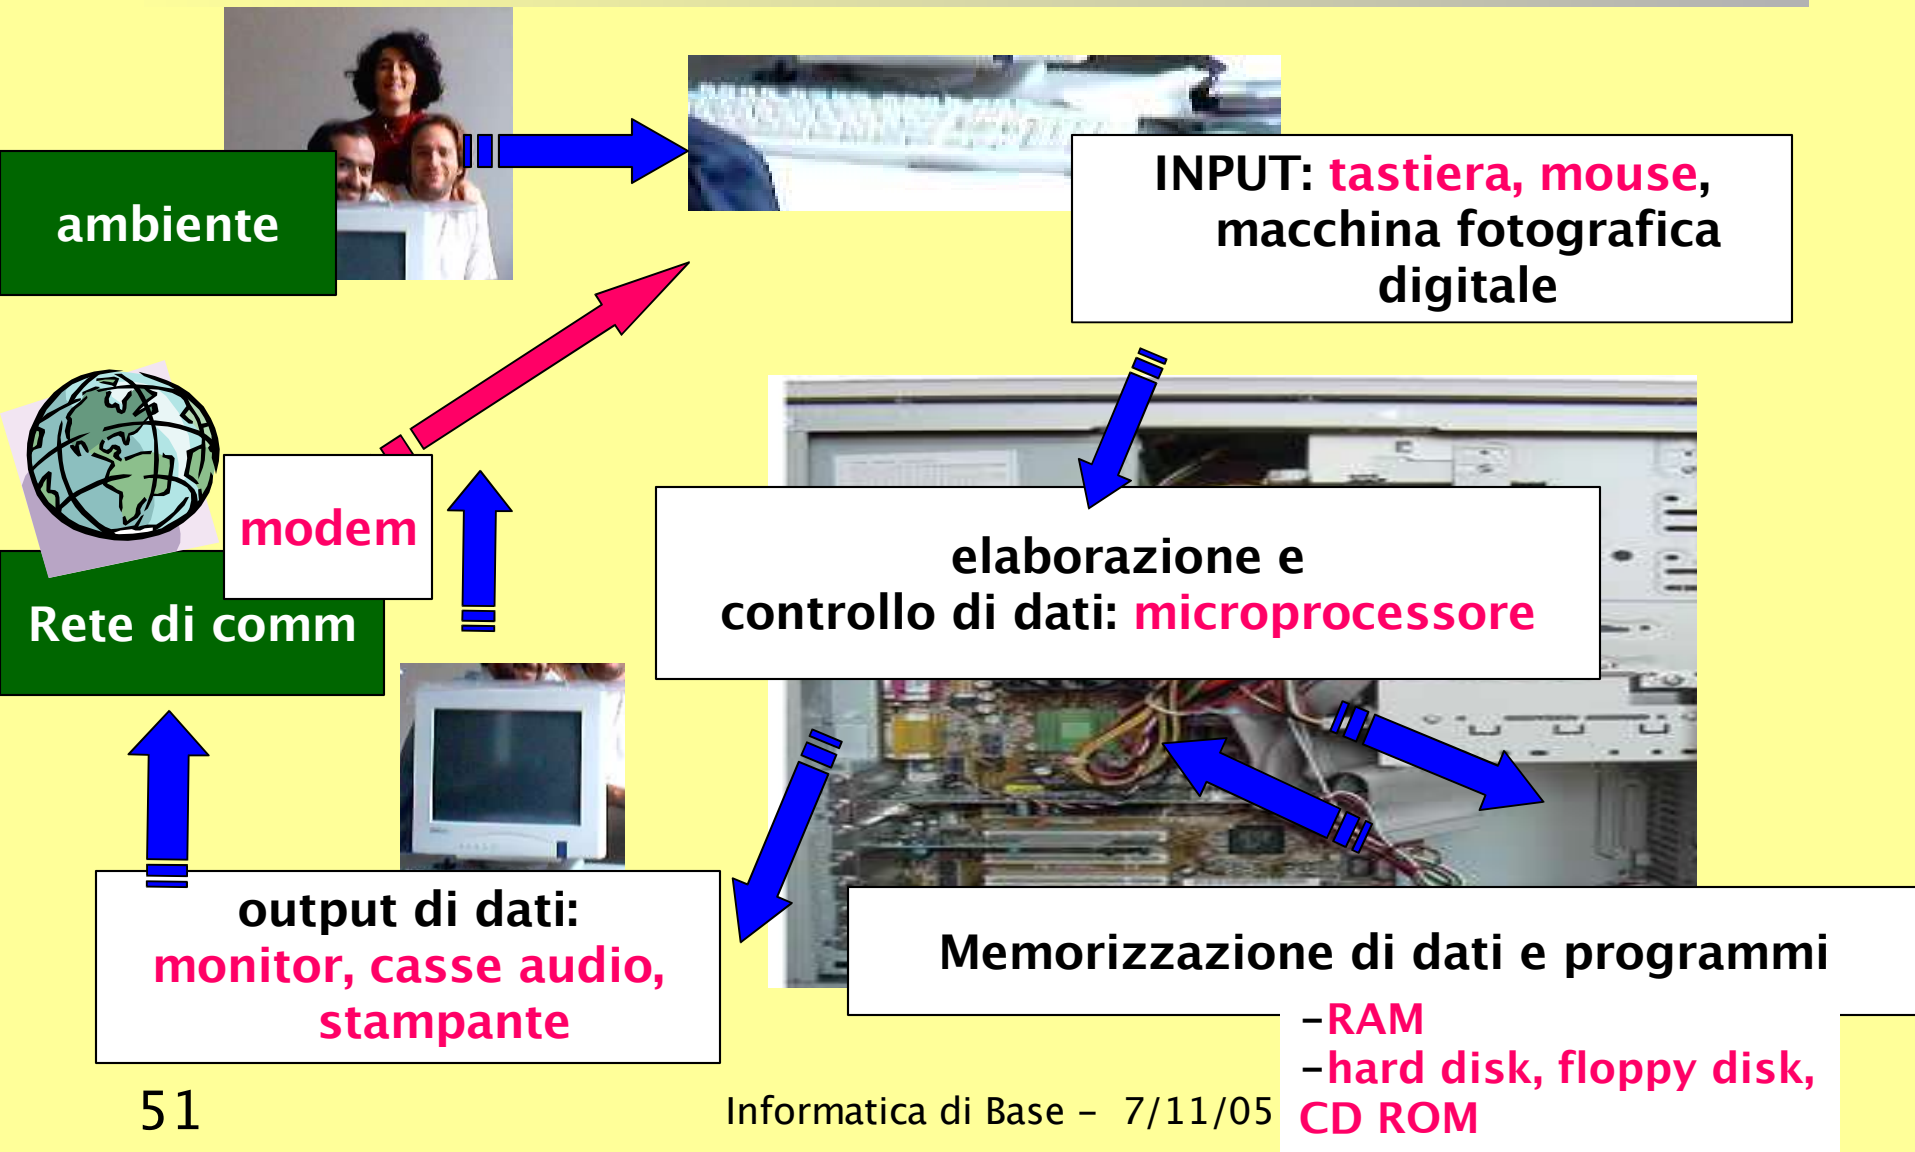 ambiente
INPUT: tastiera, mouse,
macchina fotografica
digitale
modem
Rete di comm
elaborazione e
controllo di dati: microprocessore
output di dati:
monitor, casse audio,
stampante
Memorizzazione di dati e programmi
-RAM
-hard disk, floppy disk,
CD ROM
51
Informatica di Base - 7/11/05